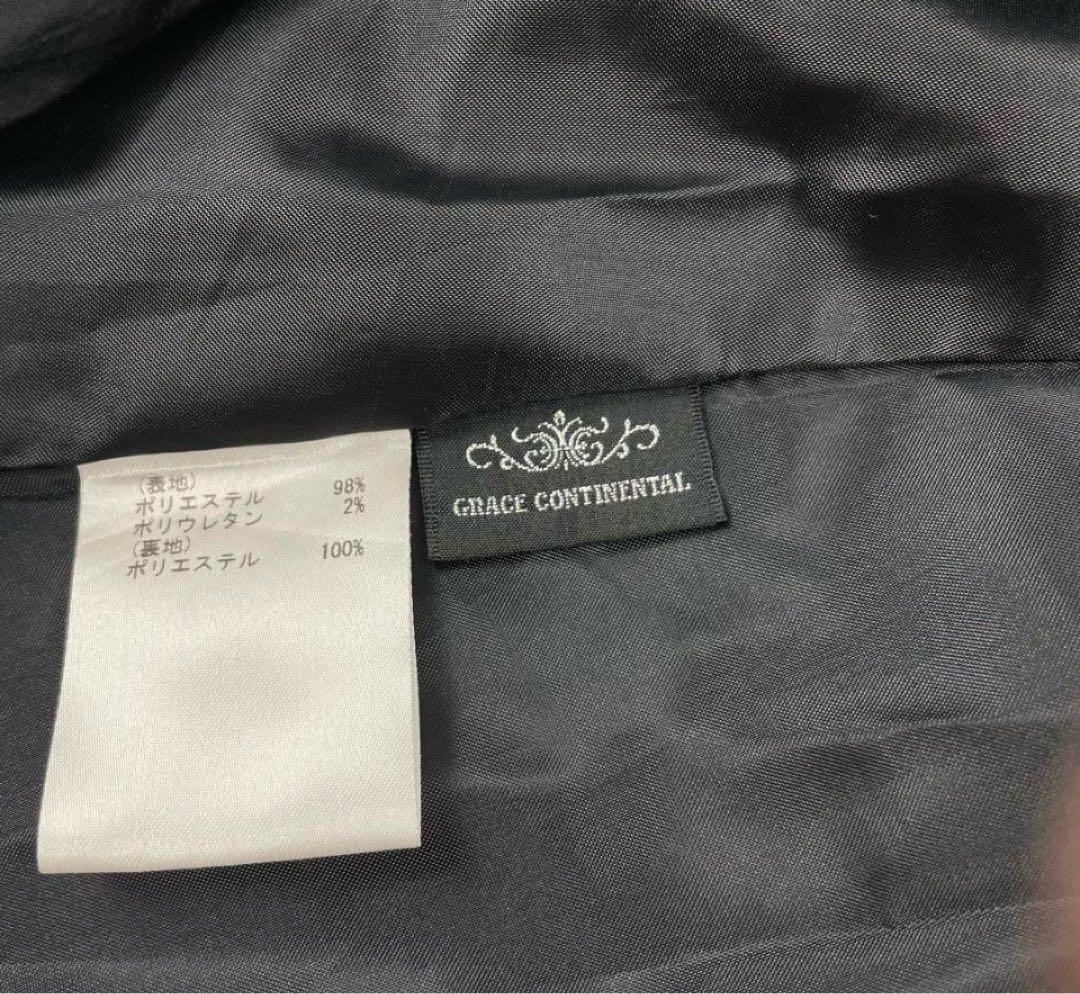 (表地)
ポリエステル 98%
ポリウレタン 2%
(裏地)
ポリエステル 100%
GRACE CONTINENTAL